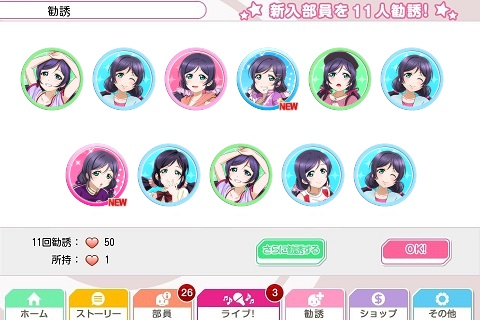 勧誘
新入部員を11人勧誘!
NEW
NEW
11回勧誘: 50
所持: 1
さらに勧誘する
OK!
26
3
ホーム
ストーリー
部員
ライブ!
勧誘
ショップ
その他